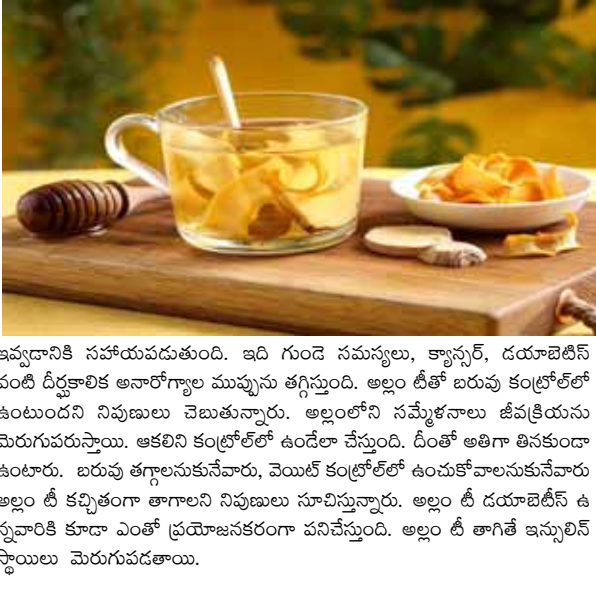 ఇవ్వడానికి సహాయపడుతుంది. ఇది గుండె సమస్యలు, క్యాన్సర్, డయాబెటిస్
వంటి దీర్ఘకాలిక అనారోగ్యాల ముప్పును తగ్గిస్తుంది. అల్లం టీతో బరువు కంట్రోల్‌లో
ఉంటుందని నిపుణులు చెబుతున్నారు. అల్లంలోని సమ్మేళనాలు జీవక్రియను
మెరుగుపరుస్తాయి. ఆకలిని కంట్రోల్‌లో ఉండేలా చేస్తుంది. దీంతో అతిగా తినకుండా
ఉంటారు. బరువు తగ్గాలనుకునేవారు, వెయిట్ కంట్రోల్‌లో ఉంచుకోవాలనుకునేవారు
అల్లం టీ కచ్చితంగా తాగాలని నిపుణులు సూచిస్తున్నారు. అల్లం టీ డయాబెటీస్ ఉ
న్నవారికి కూడా ఎంతో ప్రయోజనకరంగా పనిచేస్తుంది. అల్లం టీ తాగితే ఇన్సులిన్
స్థాయిలు మెరుగుపడతాయి.